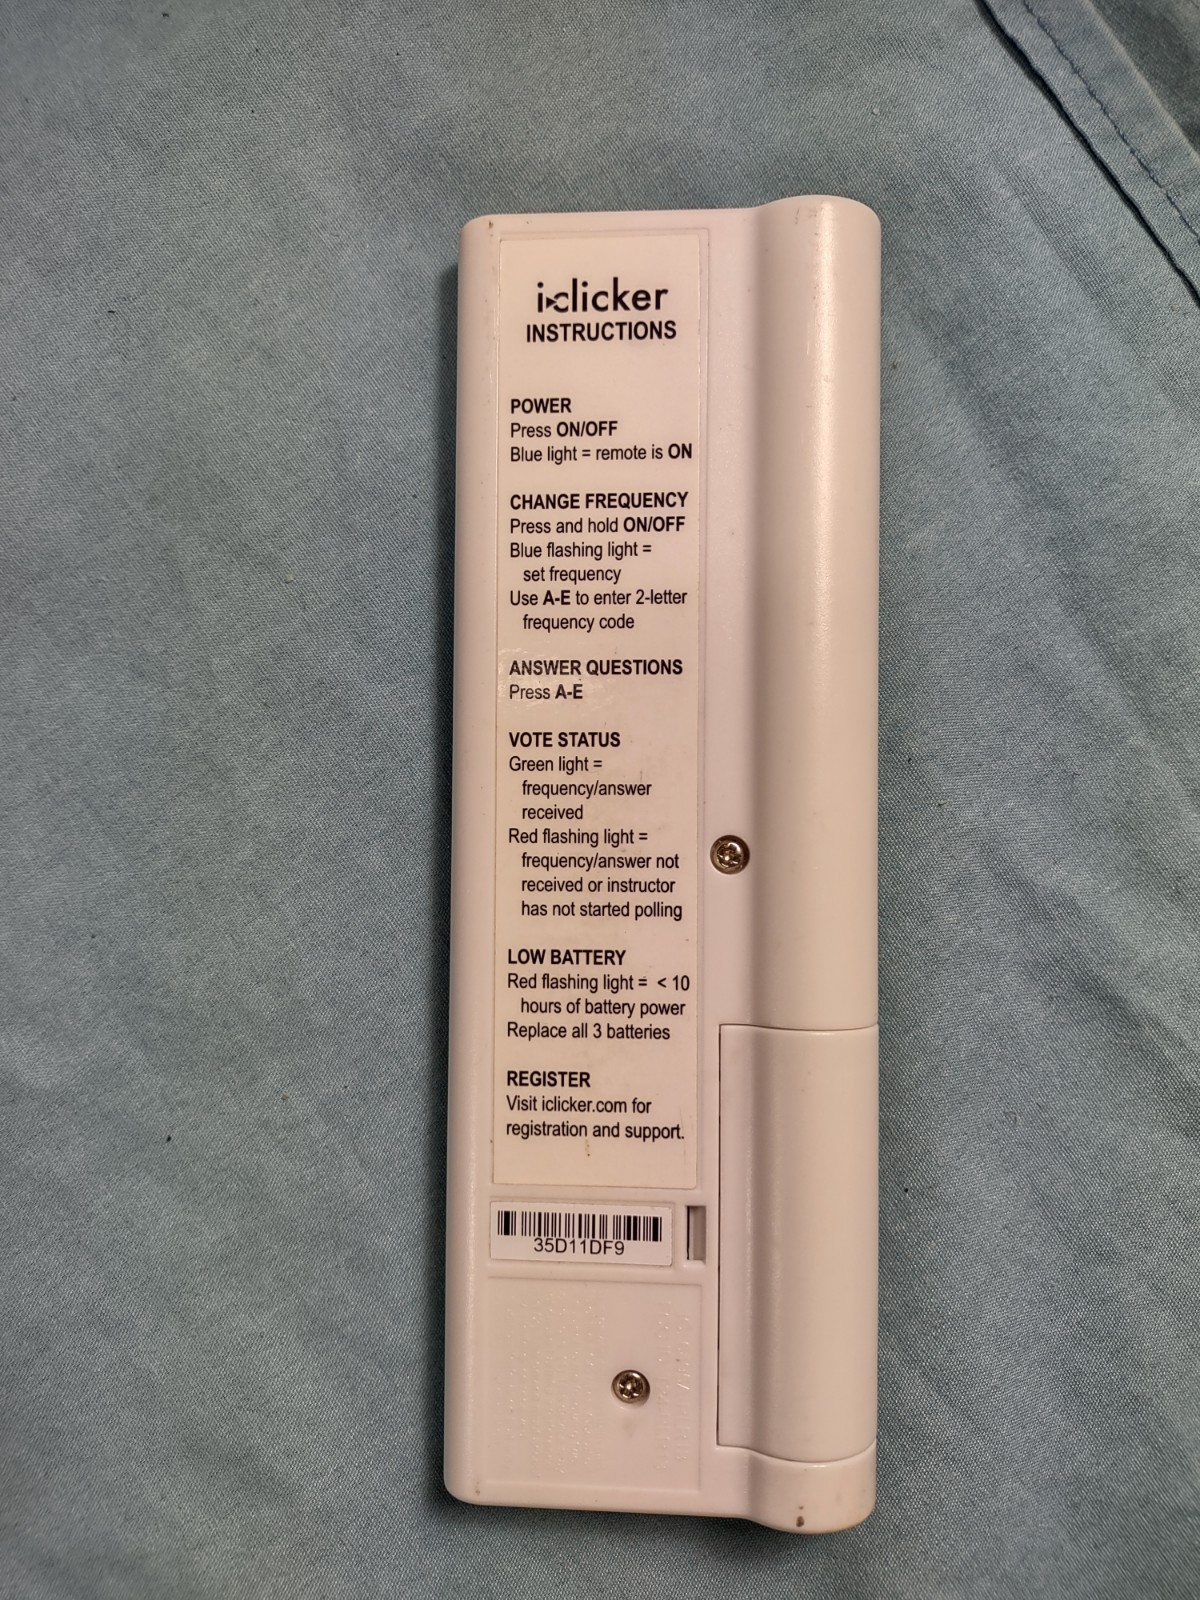 i>clicker
INSTRUCTIONS
POWER
Press ON/OFF
Blue light = remote is ON
CHANGE FREQUENCY
Press and hold ON/OFF
Blue flashing light =
set frequency
Use A-E to enter 2-letter
frequency code
ANSWER QUESTIONS
Press A-E
VOTE STATUS
Green light =
frequency/answer
received
Red flashing light =
frequency/answer not
received or instructor
has not started polling
LOW BATTERY
Red flashing light = < 10
hours of battery power
Replace all 3 batteries
REGISTER
Visit iclicker.com for
registration and support.
35D11DF9